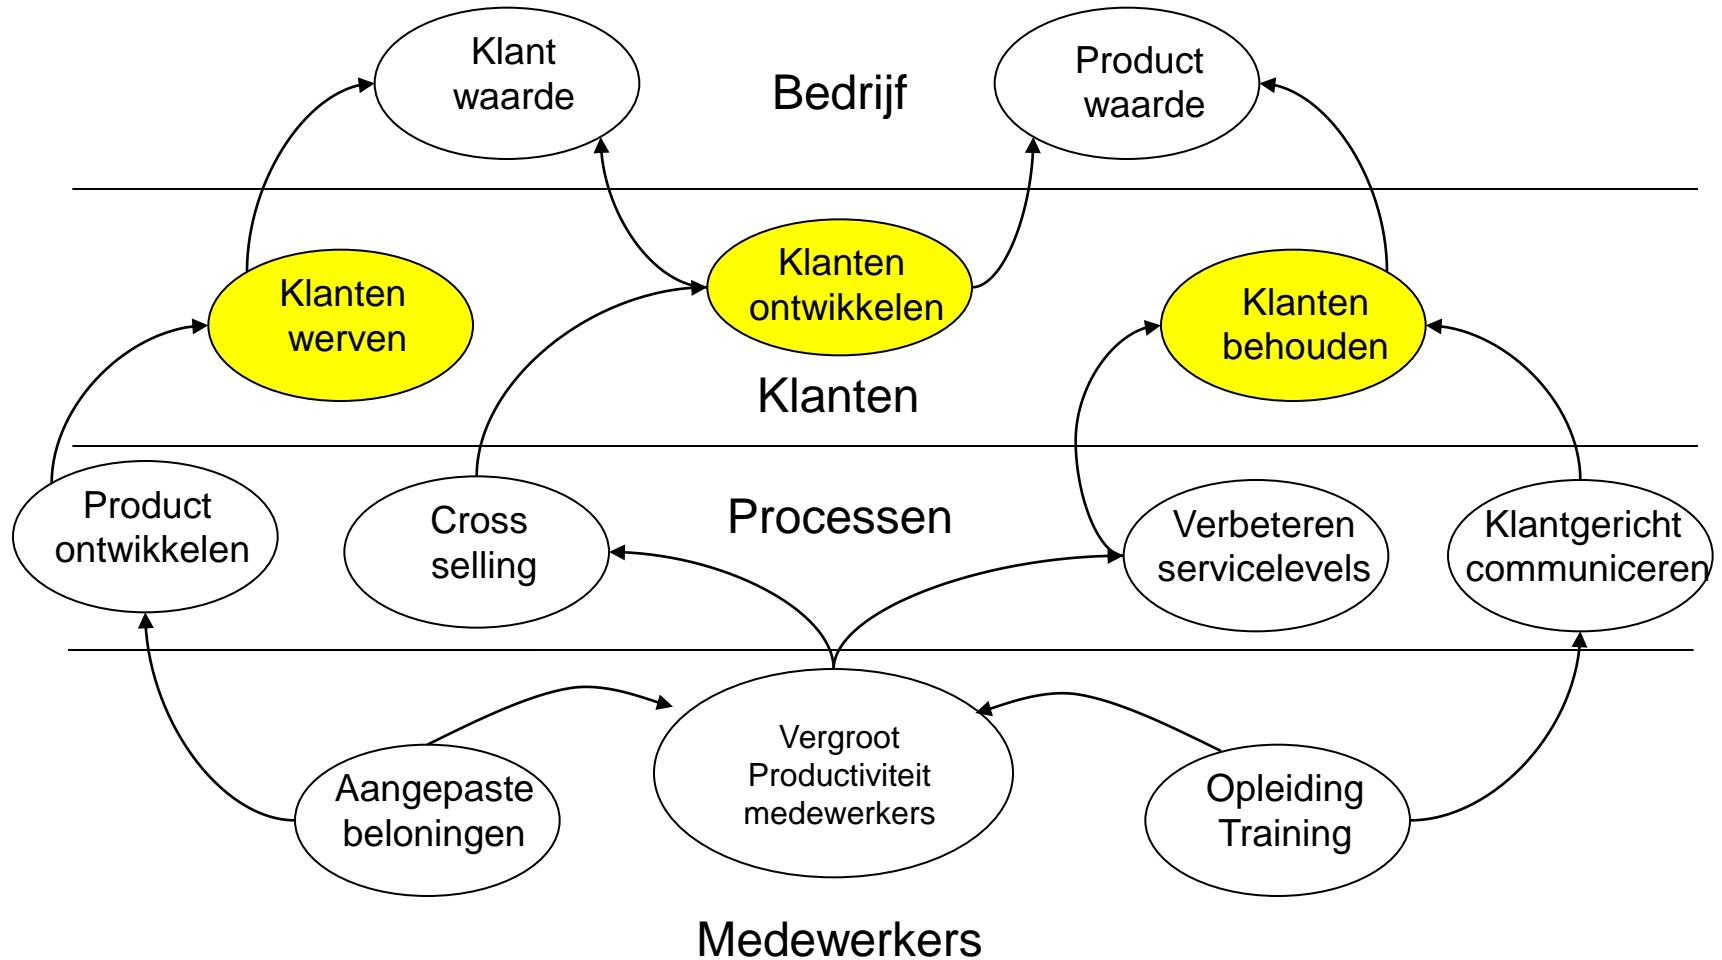 Klant
waarde
Bedrijf
Product
waarde
Klanten
werven
Klanten
ontwikkelen
Klanten
behouden
Klanten
Product
ontwikkelen
Cross
selling
Processen
Verbeteren
servicelevels
Klantgericht
communiceren
Aangepaste
beloningen
Vergroot
Productiviteit
medewerkers
Opleiding
Training
Medewerkers